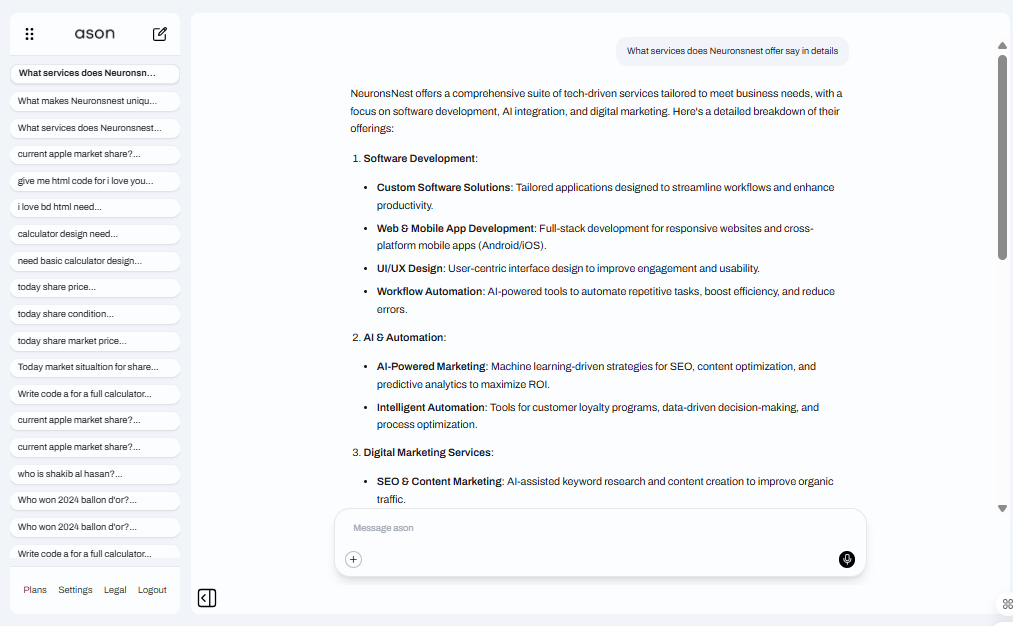 ason
What services does Neuronsn...
What makes Neuronsnest uniqu...
What services does Neuronsnest...
current apple market share?...
give me html code for i love you...
i love bd html need...
calculator design need...
need basic calculator design...
today share price...
today share condition...
today share market price...
Today market situaltion for share...
Write code a for a full calculator...
current apple market share?...
current apple market share?...
who is shakib al hasan?...
Who won 2024 ballon d'or?...
Who won 2024 ballon d'or?...
Write code a for a full calculator...
Plans Settings Legal Logout
What services does Neuronsnest offer say in details
NeuronsNest offers a comprehensive suite of tech-driven services tailored to meet business needs, with a
focus on software development, AI integration, and digital marketing. Here's a detailed breakdown of their
offerings:
1. Software Development:
• Custom Software Solutions: Tailored applications designed to streamline workflows and enhance
productivity.
• Web & Mobile App Development: Full-stack development for responsive websites and cross-
platform mobile apps (Android/iOS).
• UI/UX Design: User-centric interface design to improve engagement and usability.
• Workflow Automation: AI-powered tools to automate repetitive tasks, boost efficiency, and reduce
errors.
2. AI & Automation:
• AI-Powered Marketing: Machine learning-driven strategies for SEO, content optimization, and
predictive analytics to maximize ROI.
• Intelligent Automation: Tools for customer loyalty programs, data-driven decision-making, and
process optimization.
3. Digital Marketing Services:
• SEO & Content Marketing: AI-assisted keyword research and content creation to improve organic
traffic.
Message ason